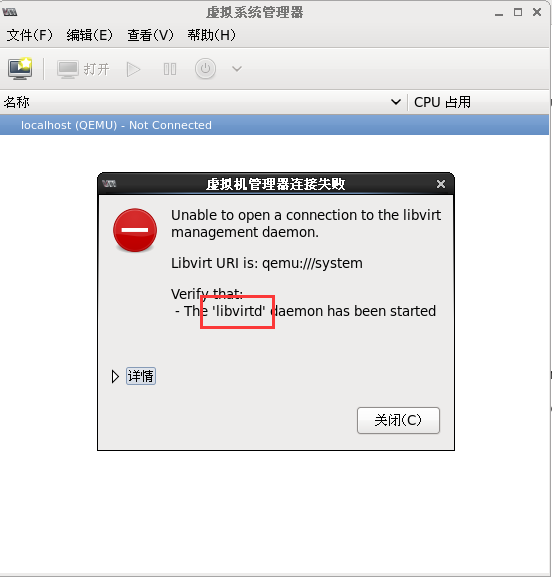 虚拟系统管理器
文件(F) 编辑(E) 查看(V) 帮助(H)
打开
名称 CPU 占用
localhost (QEMU) - Not Connected
虚拟机管理器连接失败
Unable to open a connection to the libvirt
management daemon.
Libvirt URI is: qemu:///system
Verify that:
- The 'libvirtd' daemon has been started
详情
关闭(C)